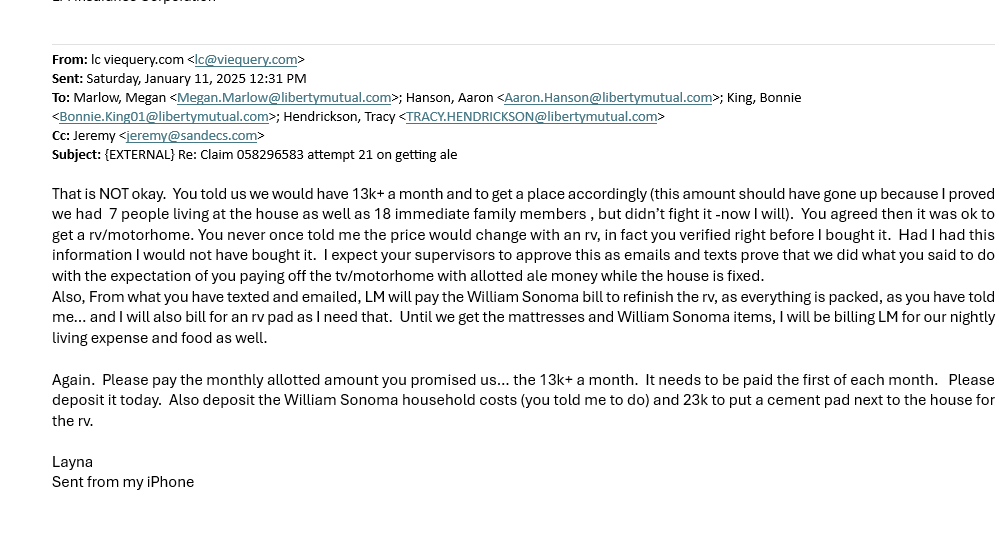 LM Insurance Corporation
From: lc viequery.com <lc@viequery.com>
Sent: Saturday, January 11, 2025 12:31 PM
To: Marlow, Megan <Megan.Marlow@libertymutual.com>; Hanson, Aaron <Aaron.Hanson@libertymutual.com>; King, Bonnie
<Bonnie.King01@libertymutual.com>; Hendrickson, Tracy <TRACY.HENDRICKSON@libertymutual.com>
Cc: Jeremy <jeremy@sandecs.com>
Subject: {EXTERNAL} Re: Claim 058296583 attempt 21 on getting ale
That is NOT okay.  You told us we would have 13k+ a month and to get a place accordingly (this amount should have gone up because I proved
we had  7 people living at the house as well as 18 immediate family members , but didn't fight it -now I will).  You agreed then it was ok to
get a rv/motorhome. You never once told me the price would change with an rv, in fact you verified right before I bought it.  Had I had this
information I would not have bought it.  I expect your supervisors to approve this as emails and texts prove that we did what you said to do
with the expectation of you paying off the tv/motorhome with allotted ale money while the house is fixed.
Also, From what you have texted and emailed, LM will pay the William Sonoma bill to refinish the rv, as everything is packed, as you have told
me... and I will also bill for an rv pad as I need that.  Until we get the mattresses and William Sonoma items, I will be billing LM for our nightly
living expense and food as well.
Again.  Please pay the monthly allotted amount you promised us... the 13k+ a month.  It needs to be paid the first of each month.   Please
deposit it today.  Also deposit the William Sonoma household costs (you told me to do) and 23k to put a cement pad next to the house for
the rv.
Layna
Sent from my iPhone